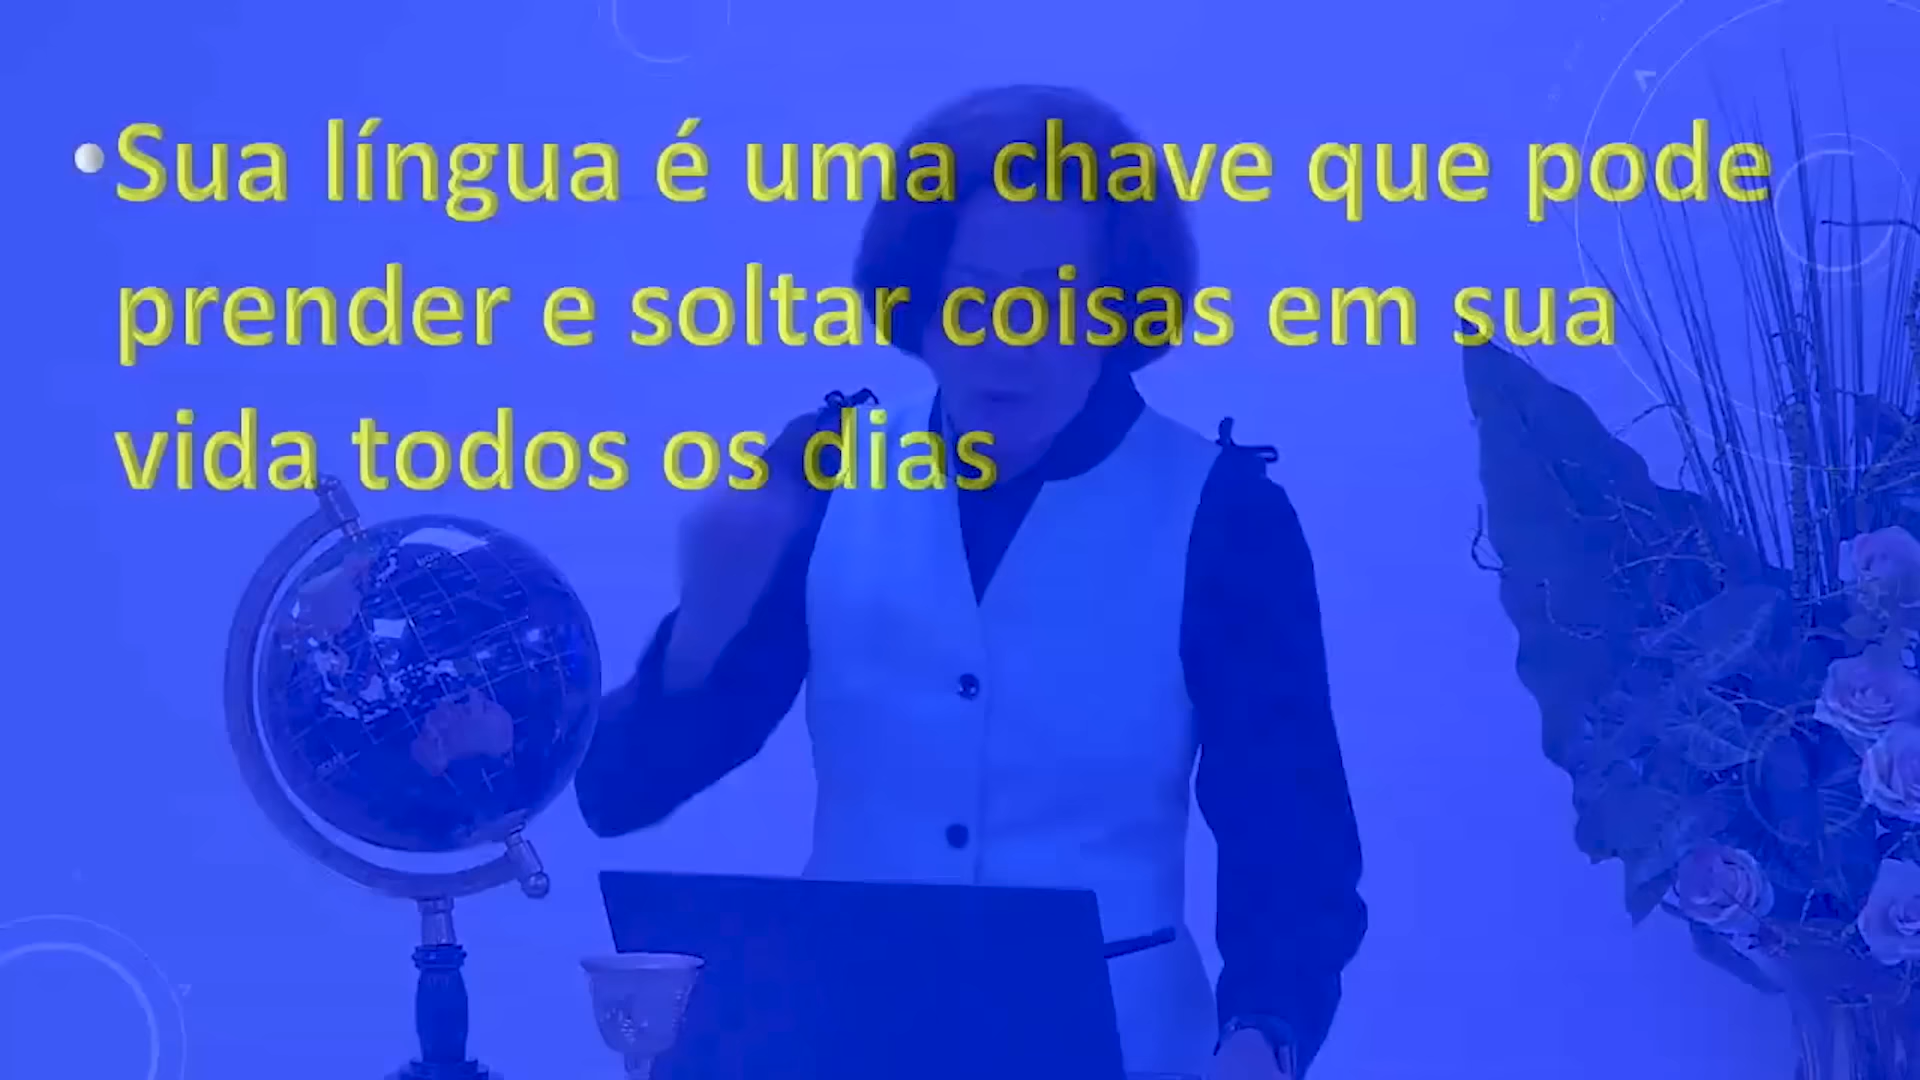 • Sua língua é uma chave que pode
prender e soltar coisas em sua
vida todos os dias